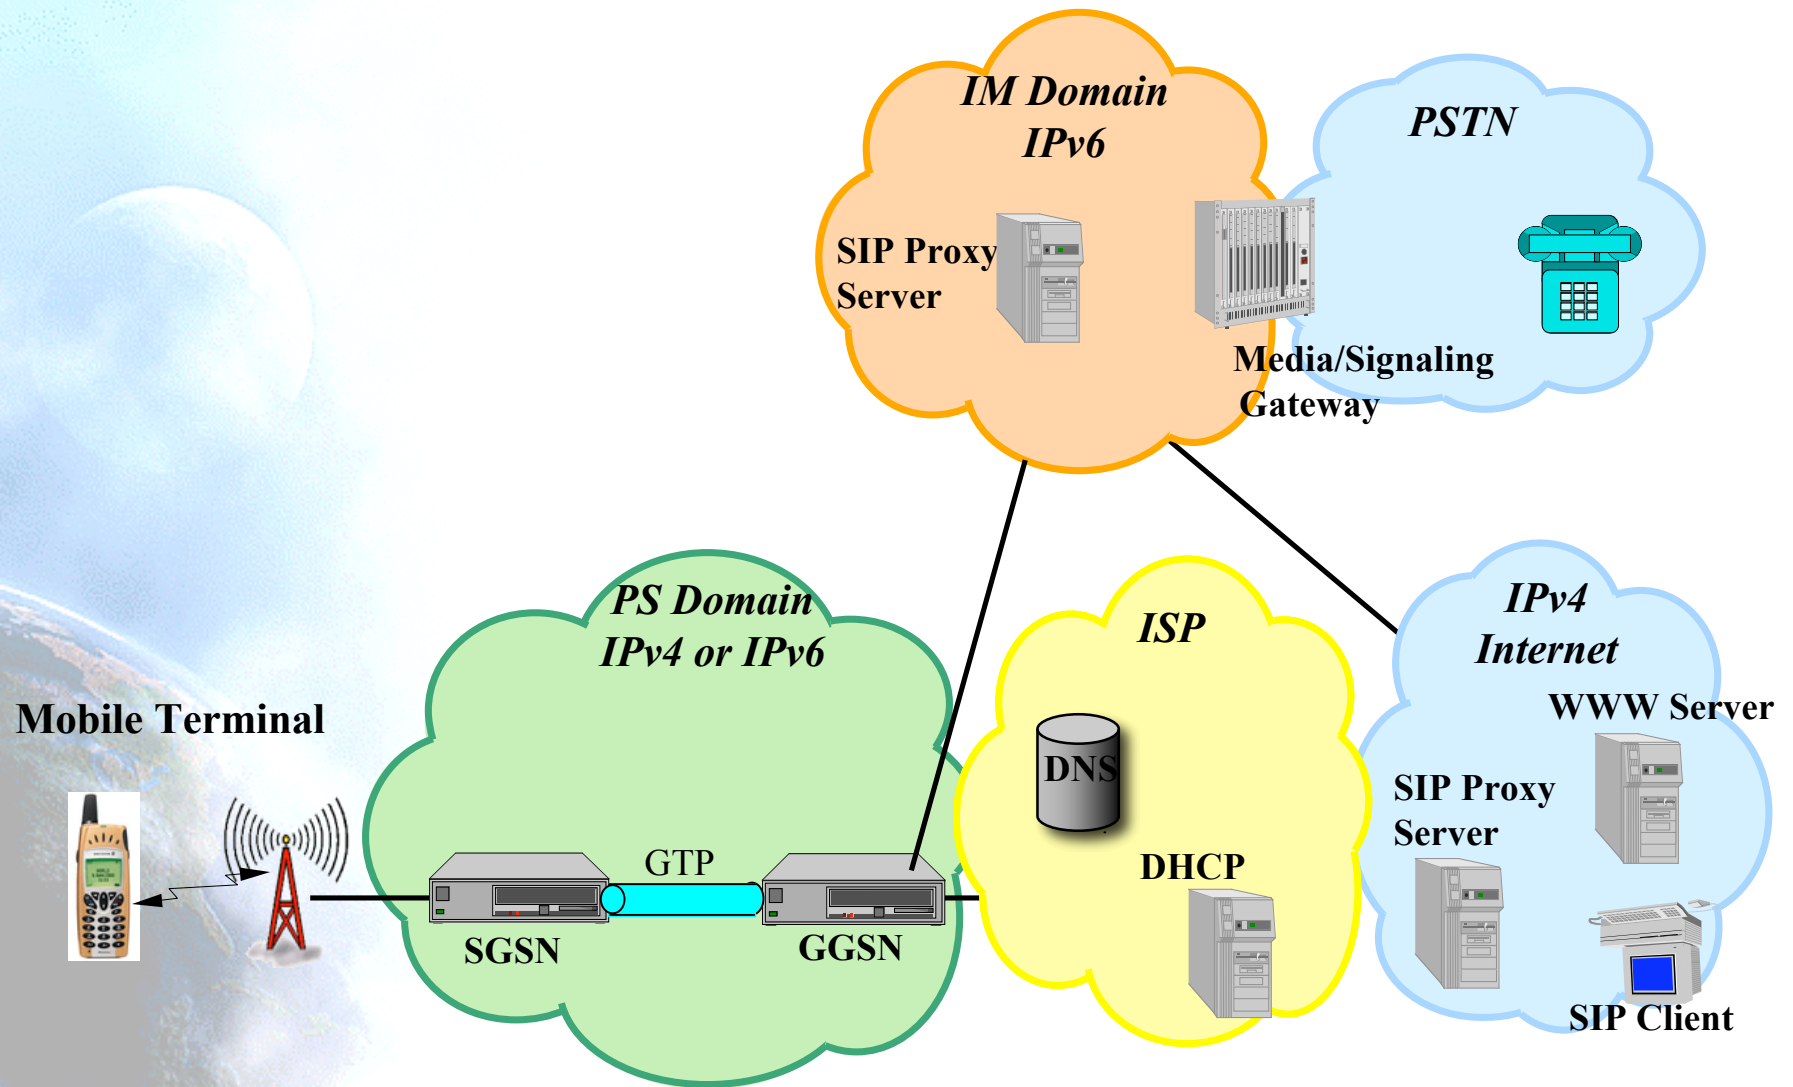 IM Domain
IPv6
PSTN
SIP Proxy
Server
Media/Signaling
Gateway
PS Domain
IPv4 or IPv6
ISP
IPv4
Internet
Mobile Terminal
WWW Server
DNS
SIP Proxy
Server
GTP
DHCP
SGSN
GGSN
SIP Client